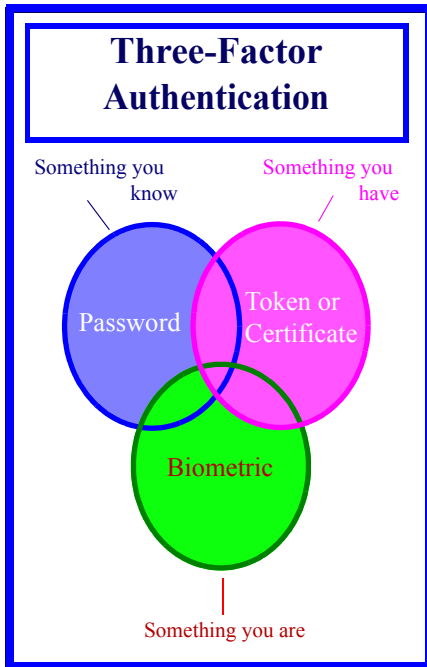 Three-Factor
Authentication
Something you
know
Something you
have
Password
Token or
Certificate
Biometric
Something you are